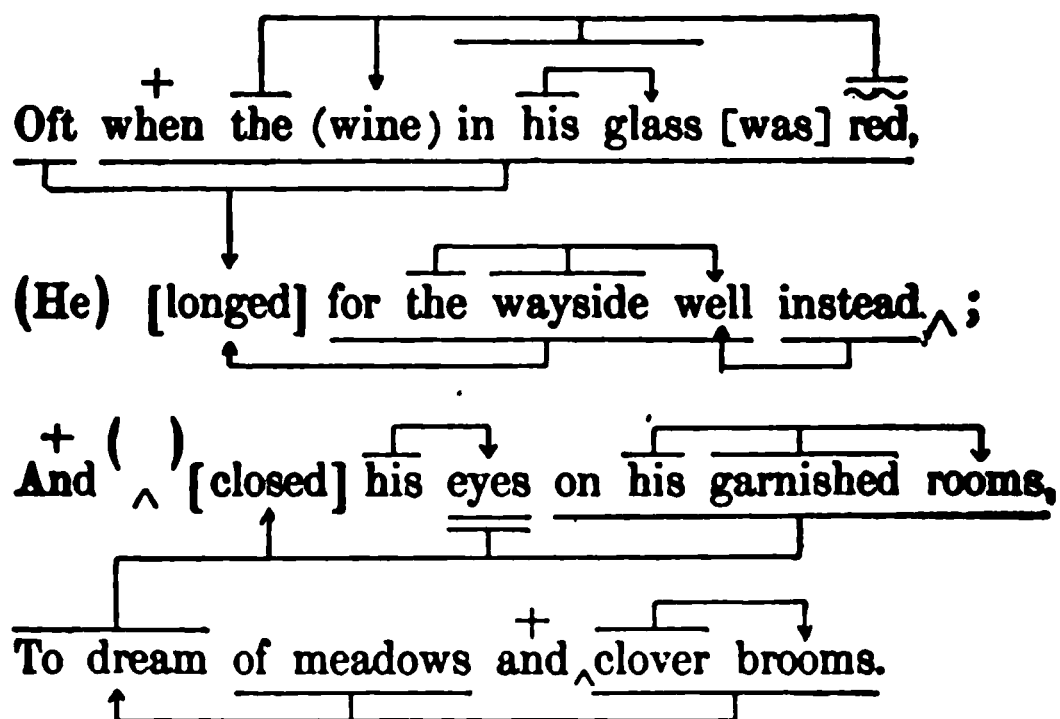 Oft when the (wine) in his glass [was] red,
(He) [longed] for the wayside well instead ^ ;
And ^ ( ) [closed] his eyes on his garnished rooms,
To dream of meadows and ^ clover brooms.